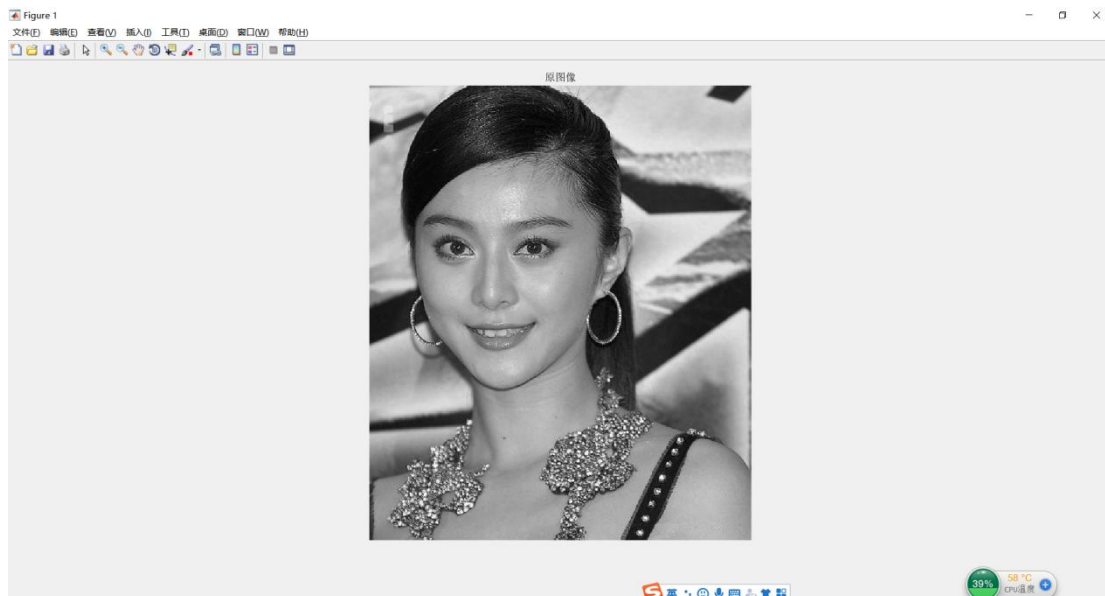 Figure 1
文件(F) 编辑(E) 查看(V) 插入(I) 工具(T) 桌面(D) 窗口(W) 帮助(H)
原图像
英
39%
58 °C
CPU温度